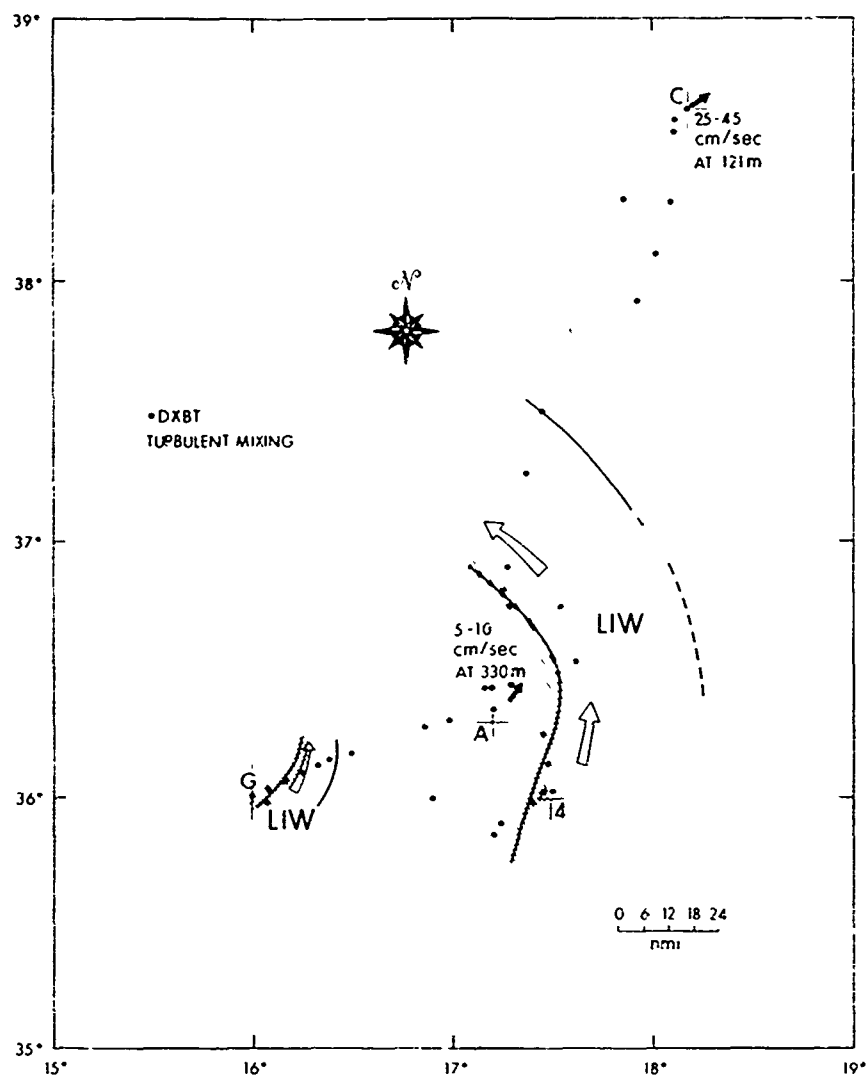 39°
C
25-45
cm/sec
AT 121m
38°
N
•DXBT
TURBULENT MIXING
37°
LIW
5-10
cm/sec
AT 330m
A
G
36°
LIW
14
0 6 12 18 24
nmi
35°
15° 16° 17° 18° 19°